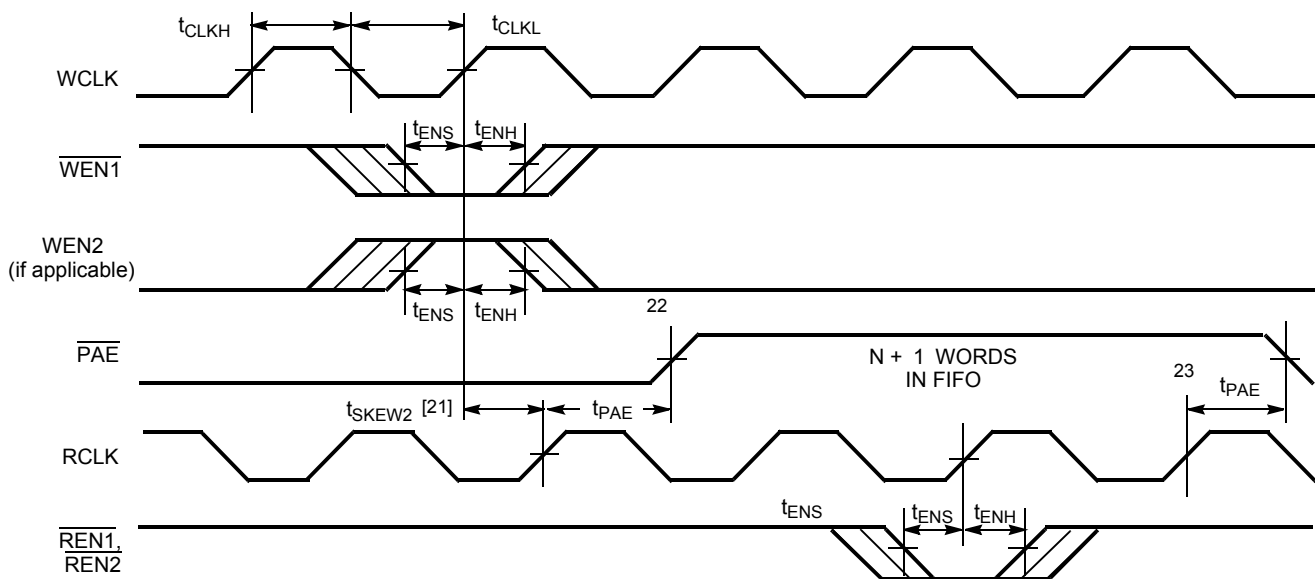 tCLKH
tCLKL
WCLK
tENS tENH
WEN1
WEN2
(if applicable)
tENS tENH
22
PAE
N + 1 WORDS
IN FIFO
23
tPAE
tSKEW2 [21]
tPAE
RCLK
tENS
tENS tENH
REN1,
REN2